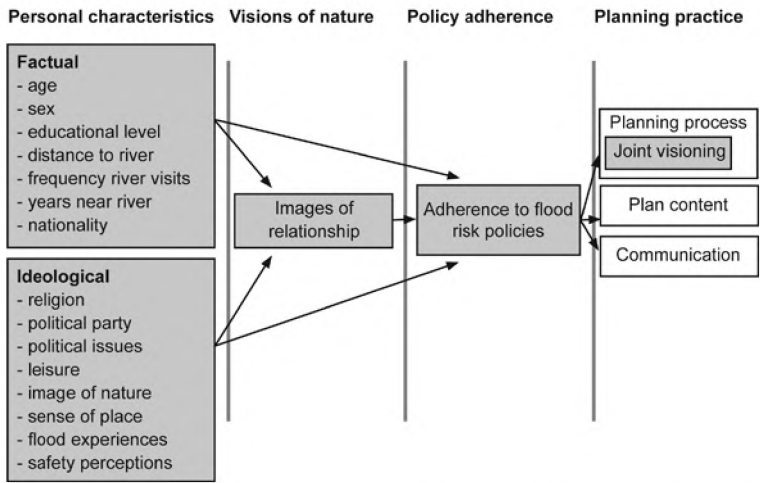 Personal characteristics
Visions of nature
Policy adherence
Planning practice
Factual
- age
- sex
- educational level
- distance to river
- frequency river visits
- years near river
- nationality
Ideological
- religion
- political party
- political issues
- leisure
- image of nature
- sense of place
- flood experiences
- safety perceptions
Images of
relationship
Adherence to flood
risk policies
Planning process
Joint visioning
Plan content
Communication